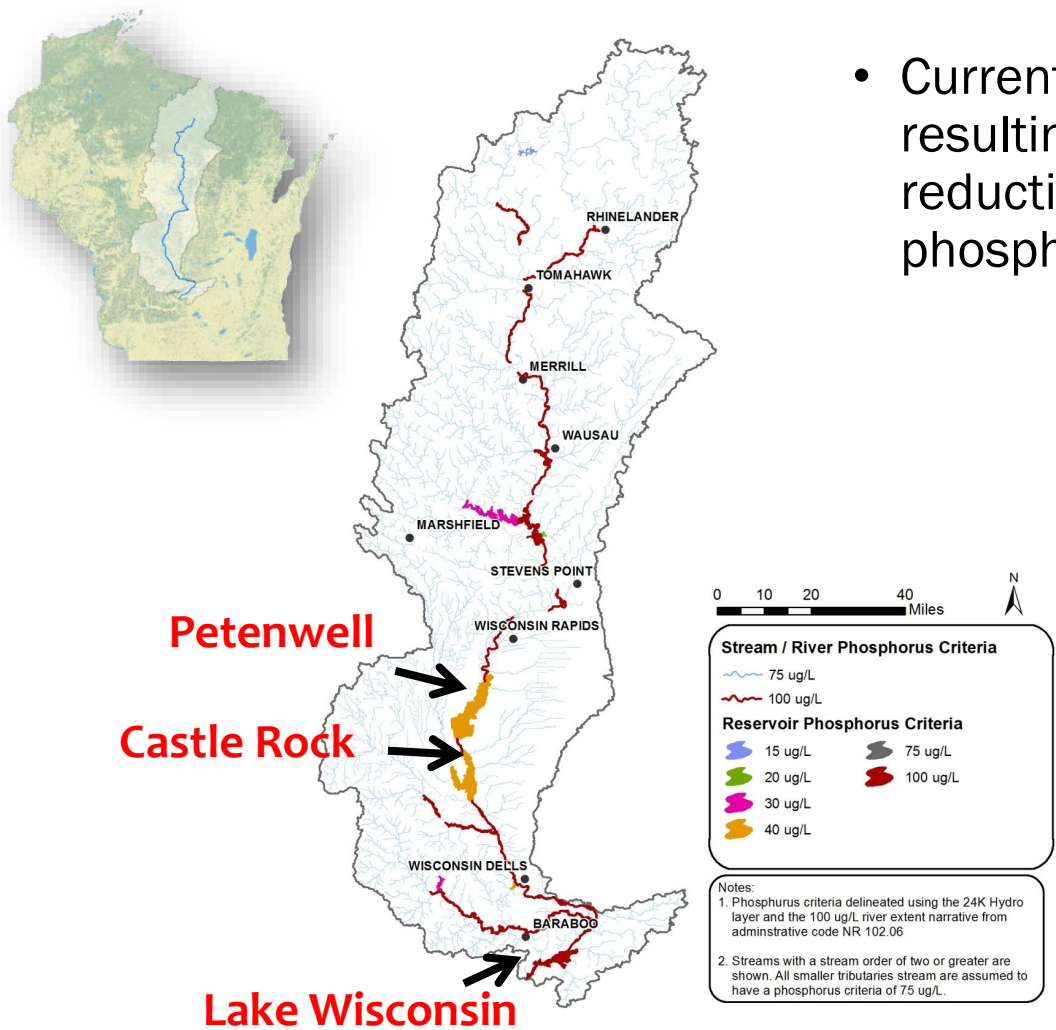 • Current
resultin
reducti
phosph
RHINELANDER
TOMAHAWK
MERRILL
WAUSAU
MARSHFIELD
STEVENS POINT
WISCONSIN RAPIDS
Petenwell
Castle Rock
WISCONSIN DELLS
BARABOO
Lake Wisconsin
0 10 20 40
Miles
N
Stream / River Phosphorus Criteria
75 ug/L
100 ug/L
Reservoir Phosphorus Criteria
15 ug/L 75 ug/L
20 ug/L 100 ug/L
30 ug/L
40 ug/L
Notes:
1. Phosphurus criteria delineated using the 24K Hydro
layer and the 100 ug/L river extent narrative from
adminstrative code NR 102.06
2. Streams with a stream order of two or greater are
shown. All smaller tributaries stream are assumed to
have a phosphorus criteria of 75 ug/L.